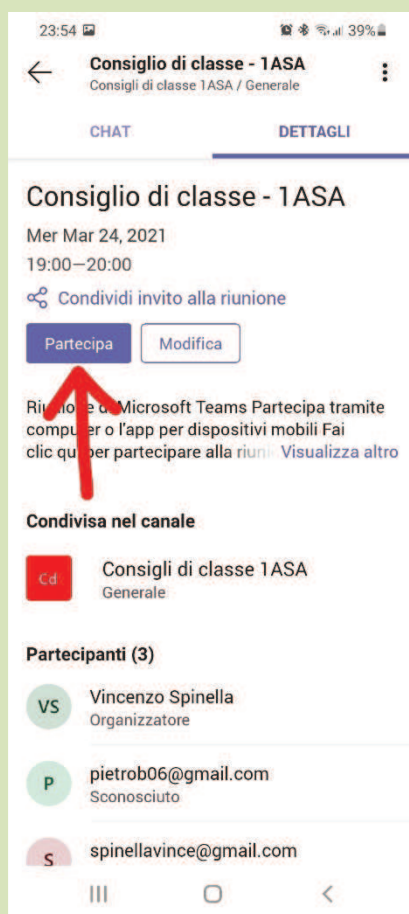 23:54 39%
Consiglio di classe - 1ASA
Consigli di classe 1ASA / Generale
CHAT DETTAGLI
Consiglio di classe - 1ASA
Mer Mar 24, 2021
19:00–20:00
Condividi invito alla riunione
Partecipa Modifica
di Microsoft Teams Partecipa tramite
o l'app per dispositivi mobili Fai
clic per partecipare alla Visualizza altro
Condivisa nel canale
Cd Consigli di classe 1ASA
Generale
Partecipanti (3)
VS Vincenzo Spinella
Organizzatore
P pietrob06@gmail.com
Sconosciuto
S spinellavince@gmail.com